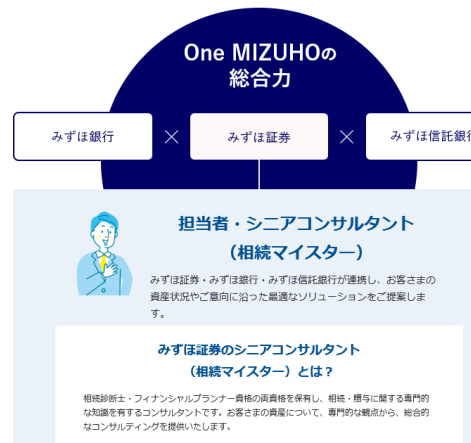 One MIZUHOの
総合力
みずほ銀行
×
みずほ証券
×
みずほ信託銀行
担当者・シニアコンサルタント
(相続マイスター)
みずほ証券・みずほ銀行・みずほ信託銀行が連携し、お客さまの
資産状況やご意向に沿った最適なソリューションをご提案しま
す。
みずほ証券のシニアコンサルタント
(相続マイスター)とは？
相続診断士・フィナンシャルプランナー資格の両資格を保有し、相続・贈与に関する専門的
な知識を有するコンサルタントです。お客さまの資産について、専門的な観点から、総合的
なコンサルティングを提供いたします。